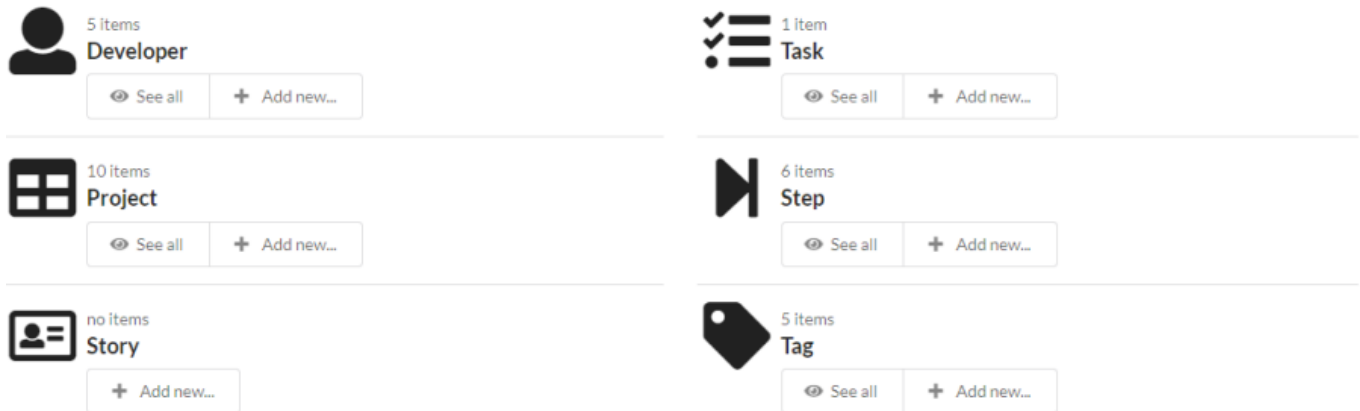 5 items
Developer
See all
Add new...
1 item
Task
See all
Add new...
10 items
Project
See all
Add new...
6 items
Step
See all
Add new...
no items
Story
Add new...
5 items
Tag
See all
Add new...